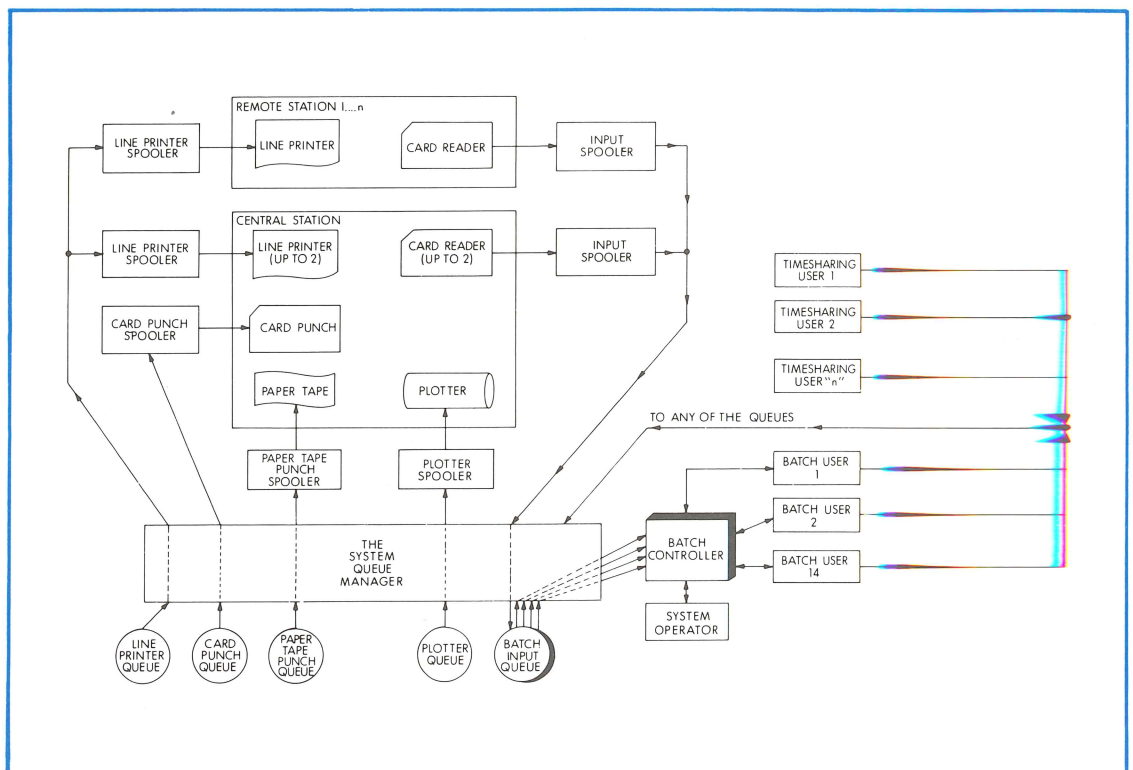 REMOTE STATION 1....n
LINE PRINTER
SPOOLER
LINE PRINTER
CARD READER
INPUT
SPOOLER
CENTRAL STATION
LINE PRINTER
SPOOLER
LINE PRINTER
(UP TO 2)
CARD READER
(UP TO 2)
INPUT
SPOOLER
TIMESHARING
USER 1
CARD PUNCH
SPOOLER
CARD PUNCH
TIMESHARING
USER 2
PAPER TAPE
PLOTTER
TIMESHARING
USER "n"
TO ANY OF THE QUEUES
PAPER TAPE
PUNCH
SPOOLER
PLOTTER
SPOOLER
BATCH USER
1
BATCH USER
2
THE
SYSTEM
QUEUE
MANAGER
BATCH
CONTROLLER
BATCH USER
14
SYSTEM
OPERATOR
LINE
PRINTER
QUEUE
CARD
PUNCH
QUEUE
PAPER
TAPE
PUNCH
QUEUE
PLOTTER
QUEUE
BATCH
INPUT
QUEUE